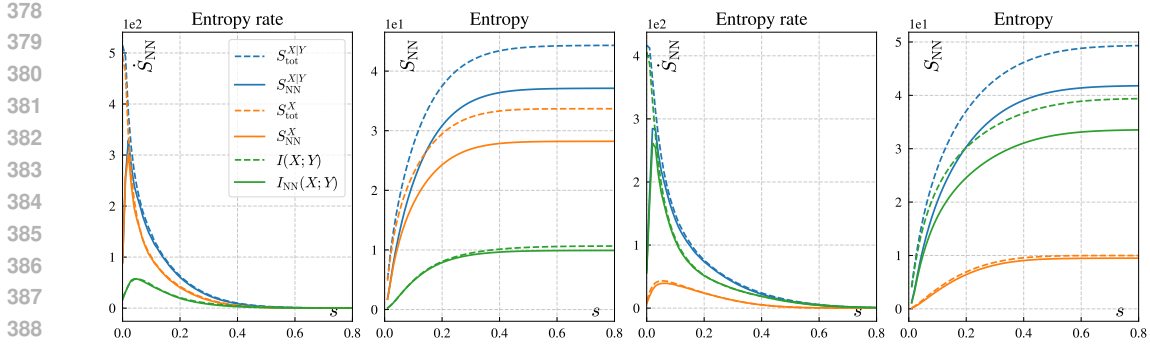 378
379
380
381
382
383
384
385
386
387
388
Entropy rate
1e2
Ṡ_NN
5
4
3
2
1
0
0.0 0.2 0.4 0.6 0.8
s
S_tot^{X|Y}
S_NN^{X|Y}
S_tot^X
S_NN^X
I(X;Y)
I_NN(X;Y)
Entropy
1e1
S_NN
4
3
2
1
0
0.0 0.2 0.4 0.6 0.8
s
Entropy rate
1e2
Ṡ_NN
4
3
2
1
0
0.0 0.2 0.4 0.6 0.8
s
Entropy
1e1
S_NN
5
4
3
2
1
0
0.0 0.2 0.4 0.6 0.8
s